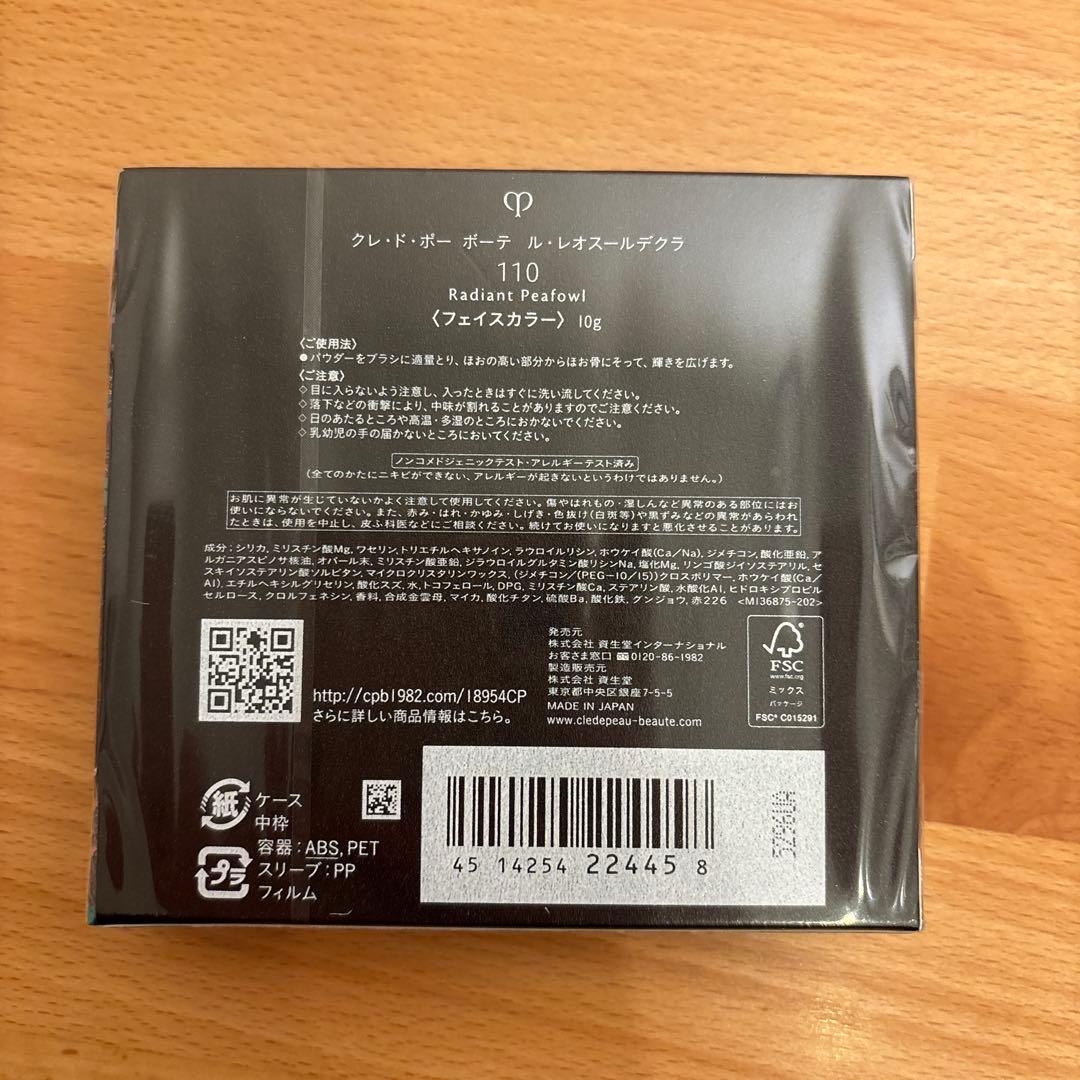 クレ・ド・ポー ボーテ ル・レオスールデクラ
110
Radiant Peafowl
〈フェイスカラー〉 10g
〈ご使用法〉
●パウダーをブラシに適量とり、ほおの高い部分からほお骨にそって、輝きを広げます。
〈ご注意〉
◇目に入らないよう注意し、入ったときはすぐに洗い流してください。
◇落下などの衝撃により、中味が割れることがありますのでご注意ください。
◇日のあたるところや高温・多湿のところにおかないでください。
◇乳幼児の手の届かないところにおいてください。
ノンコメドジェニックテスト・アレルギーテスト済み
(全てのかたにニキビができない、アレルギーが起きないというわけではありません。)
お肌に異常が生じていないかよく注意して使用してください。傷やはれもの・湿しんなど異常のある部位にはお
使いにならないでください。また、赤み・はれ・かゆみ・しげき・色抜け(白斑等)や黒ずみなどの異常があらわれ
たときは、使用を中止し、皮ふ科医などにご相談ください。続けてお使いになりますと悪化させることがあります。
成分:シリカ、ミリスチン酸Mg、ワセリン、トリエチルヘキサノイン、ラウロイルリシン、ホウケイ酸(Ca/Na)、ジメチコン、酸化亜鉛、ア
ルガニアスピノサ核油、オパール末、ミリスチン酸亜鉛、ジラウロイルグルタミン酸リシンNa、塩化Mg、リンゴ酸ジイソステアリル、セ
スキイソステアリン酸ソルビタン、マイクロクリスタリンワックス、(ジメチコン/(PEG-10/15))クロスポリマー、ホウケイ酸(Ca/
Al)、エチルヘキシルグリセリン、酸化スズ、水、トコフェロール、DPG、ミリスチン酸Ca、ステアリン酸、水酸化Al、ヒドロキシプロピル
セルロース、クロルフェネシン、香料、合成金雲母、マイカ、酸化チタン、硫酸Ba、酸化鉄、グンジョウ、赤226 <MI36875-202>
http://cpb1982.com/18954CP
さらに詳しい商品情報はこちら。
発売元
株式会社 資生堂インターナショナル
お客さま窓口 0120-86-1982
製造販売元
株式会社 資生堂
東京都中央区銀座7-5-5
MADE IN JAPAN
www.cledepeau-beaute.com
FSC
www.fsc.org
ミックス
パッケージ
FSC® C015291
紙 ケース
中枠
容器:ABS, PET
プラ スリーブ:PP
フィルム
45 14254 22445 8
5296UA